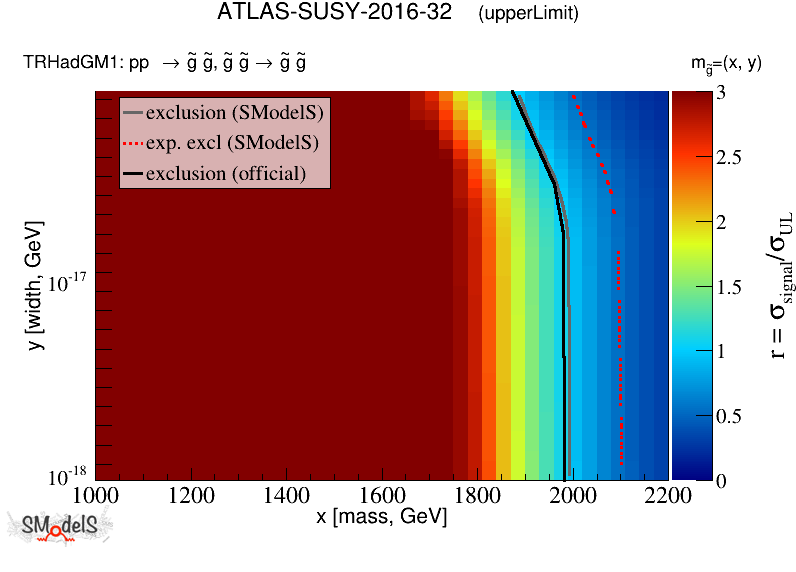 ATLAS-SUSY-2016-32 (upperLimit)
TRHadGM1: pp → g̃ g̃, g̃ g̃ → g̃ g̃
m_g̃=(x, y)
exclusion (SModelS)
exp. excl (SModelS)
exclusion (official)
3
2.5
2
1.5
1
0.5
0
r = σ_signal/σ_UL
y [width, GeV]
10^-17
10^-18
1000 1200 1400 1600 1800 2000 2200
x [mass, GeV]
SModelS